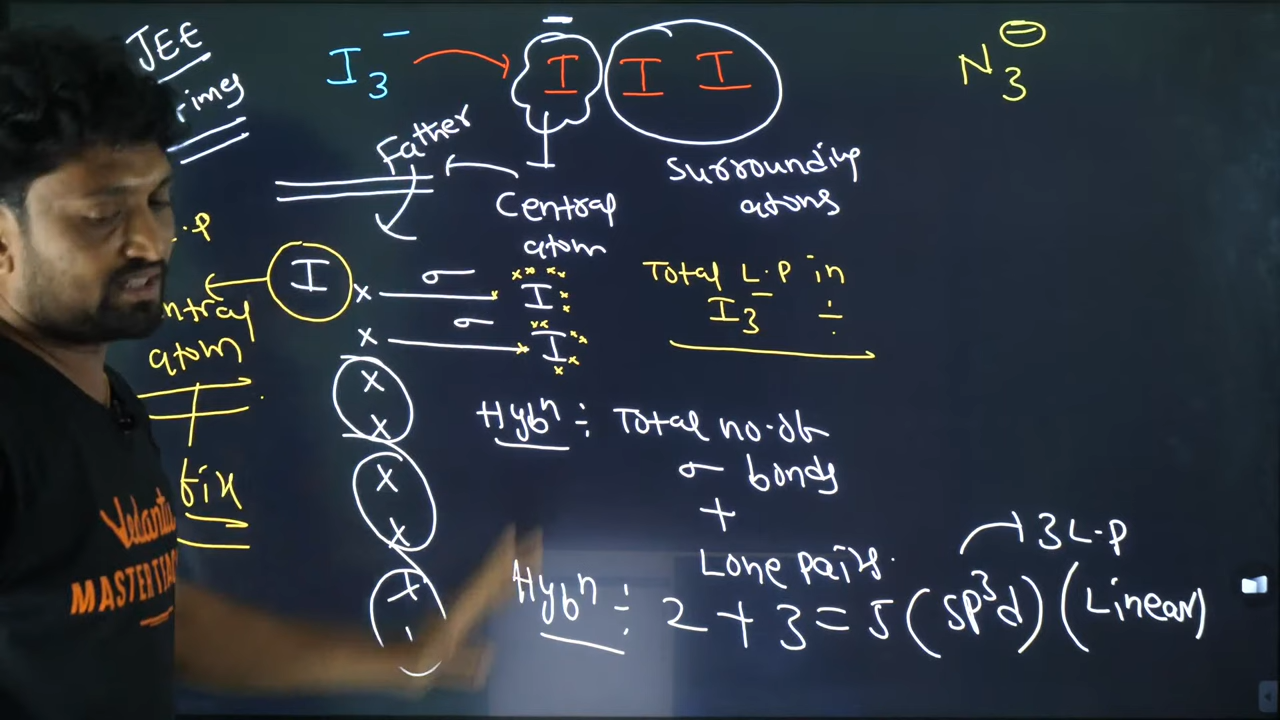 JEE
I3-
I I I
N3⊖
Father
Surrounding
atoms
Central
atom
L.P
I
x
σ
I
x
σ
I
Total L.P in
I3 ÷
atom
fix
x
x
x
x
x
Hybⁿ ÷ Total no. of
σ bonds
+
Lone pairs.
3 L.P
Hybⁿ ÷ 2 + 3 = 5 (sp³d) (Linear)
Vedantu